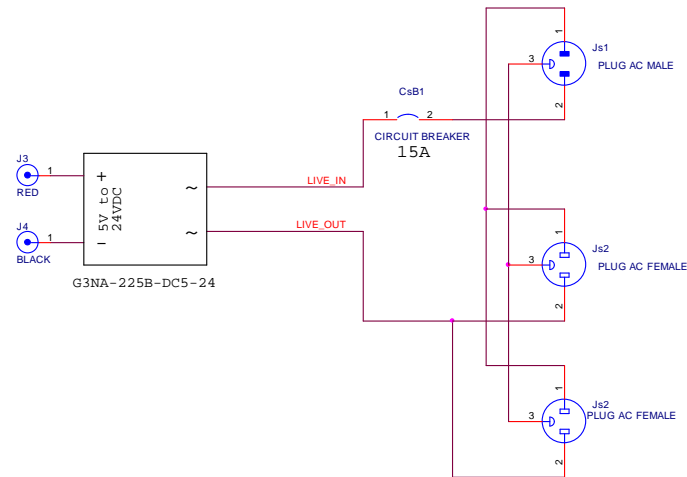 1
Js1
3
PLUG AC MALE
2
CsB1
1 2
CIRCUIT BREAKER
15A
J3
1
RED
+
5V to
24VDC
~
LIVE_IN
J4
1
BLACK
-
~
LIVE_OUT
G3NA-225B-DC5-24
1
Js2
3
PLUG AC FEMALE
2
1
Js2
PLUG AC FEMALE
3
2